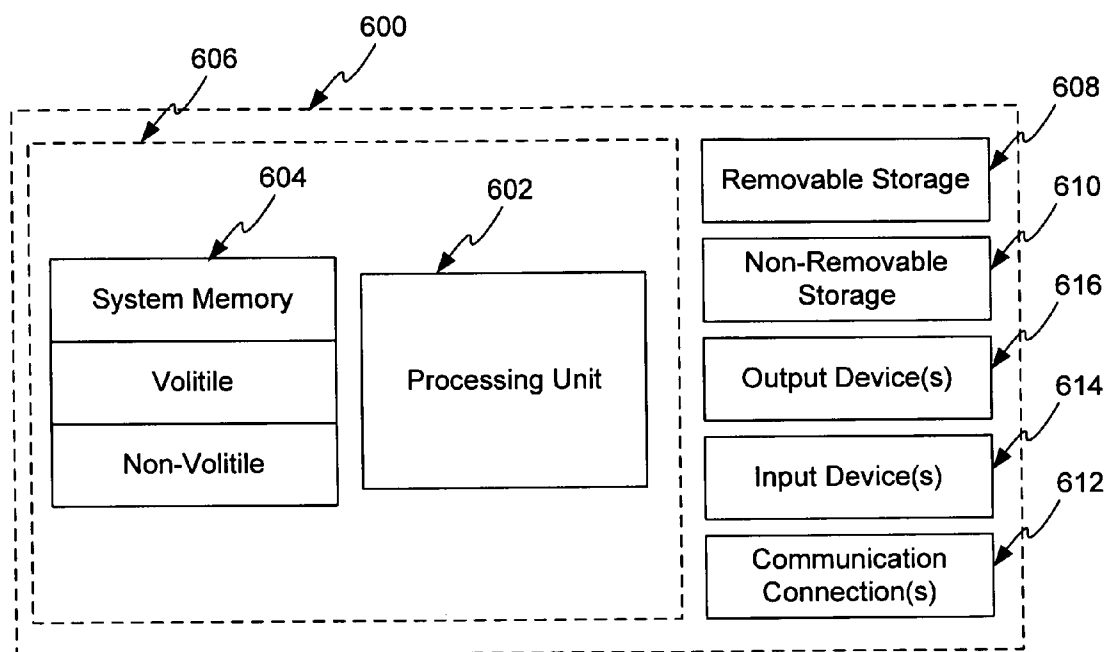 600
606
608
604
602
610
616
614
612
Removable Storage
Non-Removable
Storage
System Memory
Volitile
Non-Volitile
Processing Unit
Output Device(s)
Input Device(s)
Communication
Connection(s)